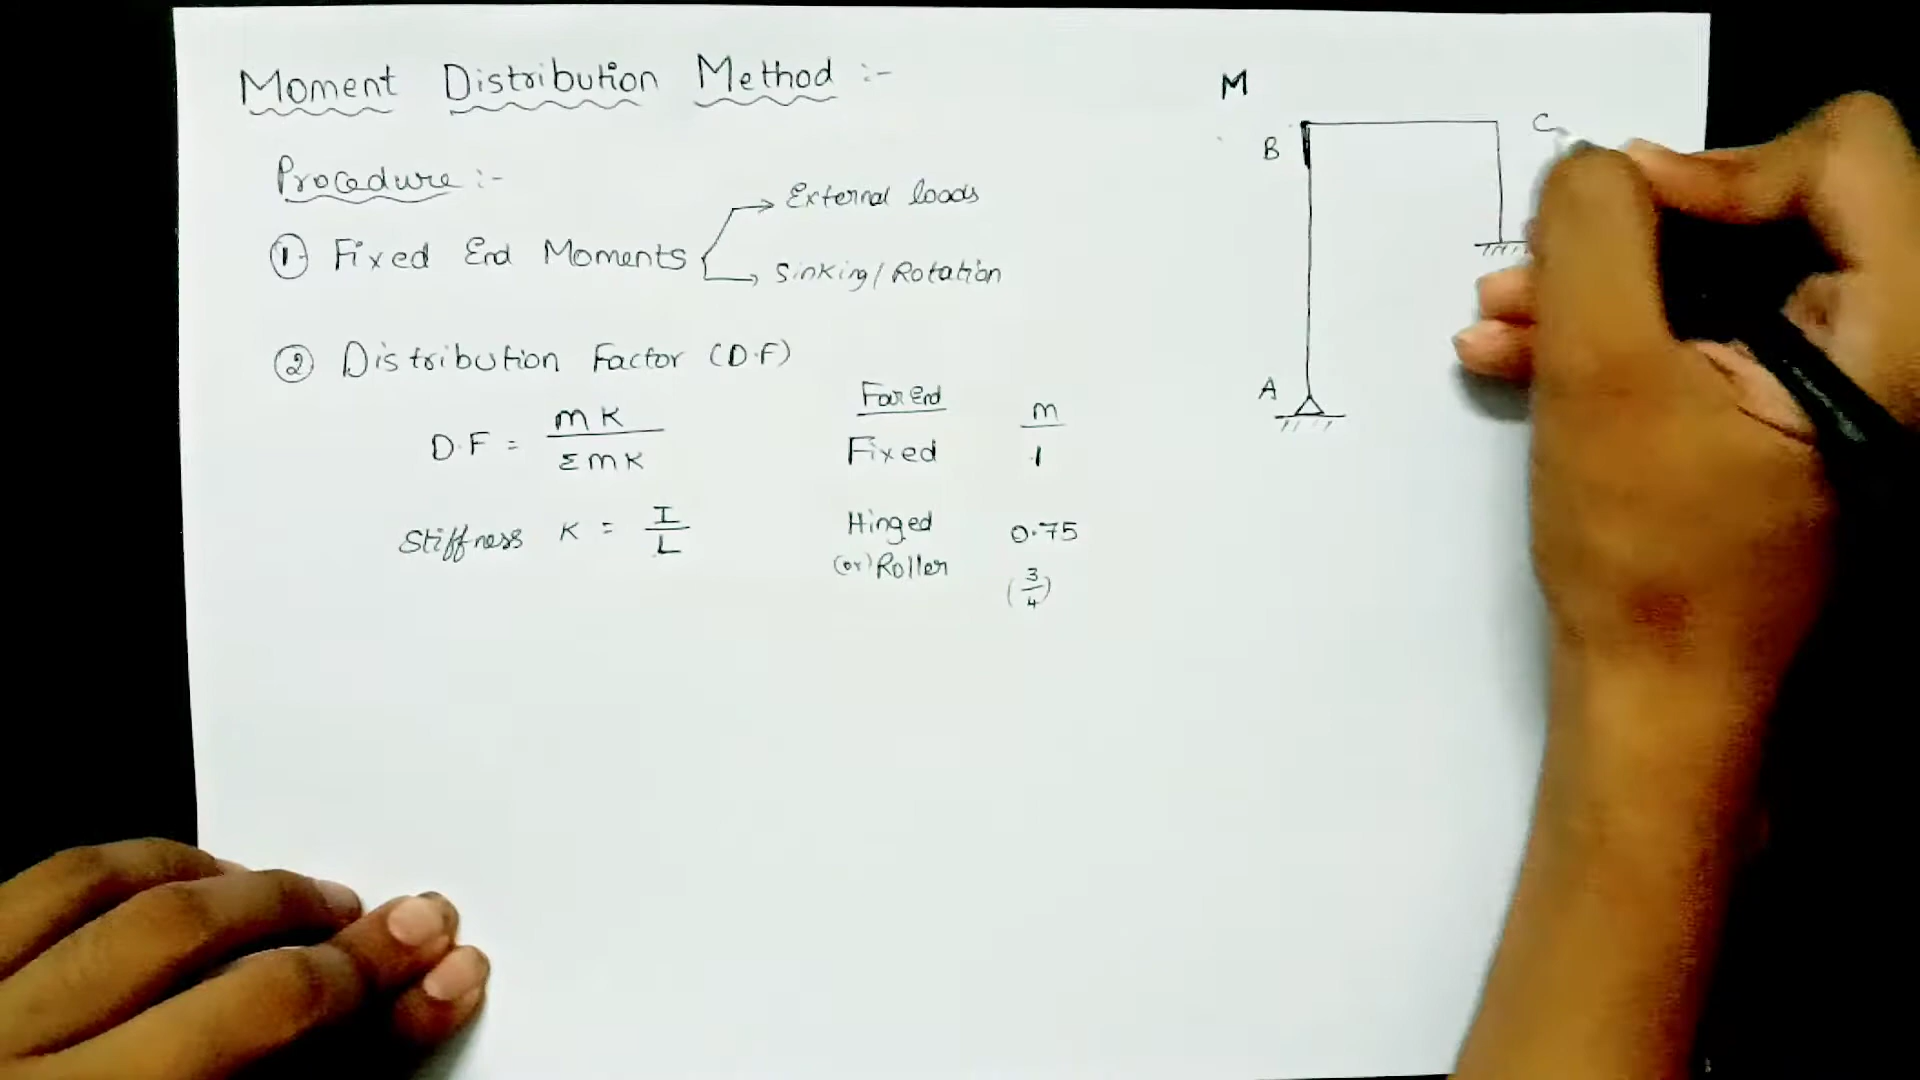 Moment Distribution Method :-
Procedure :-
① Fixed End Moments
External loads
Sinking/Rotation
② Distribution Factor (D.F)
D.F = mK / ΣmK
Stiffness K = I / L
Far End m
Fixed 1
Hinged 0.75
(or) Roller (3/4)
M
B
C
A